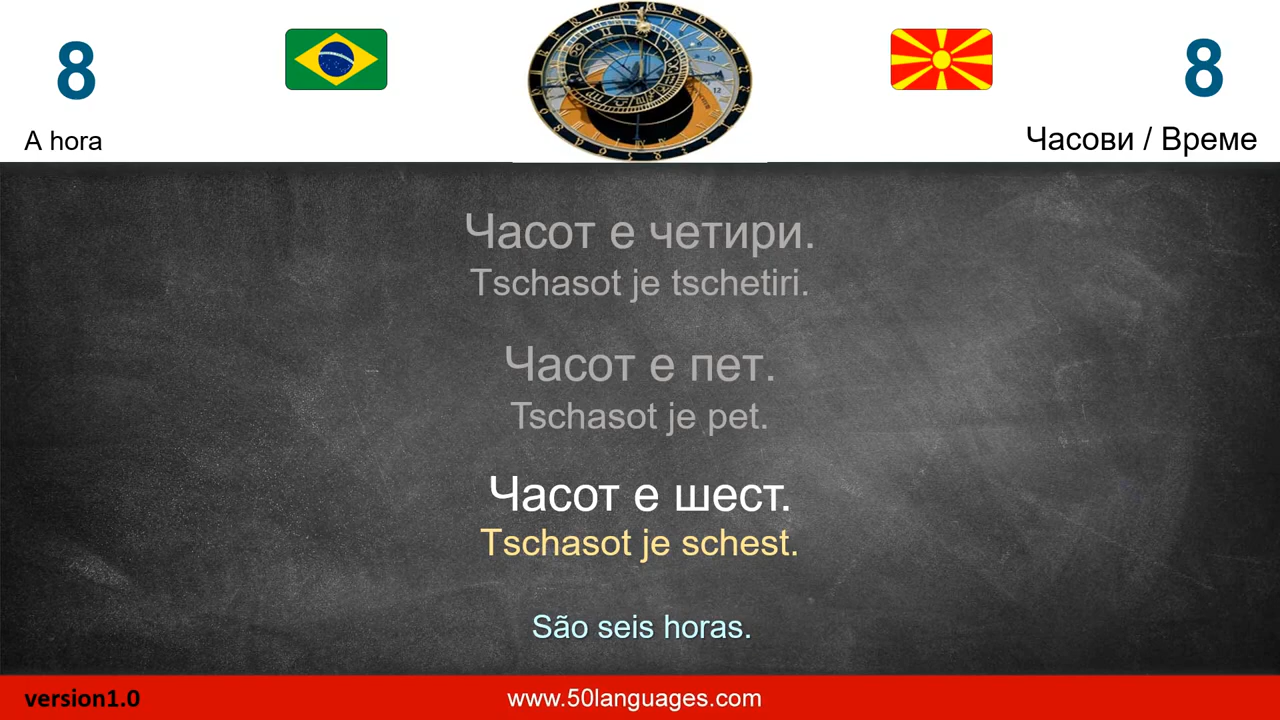 8
8
A hora
Часови / Време
Часот е четири.
Tschasot je tschetiri.
Часот е пет.
Tschasot je pet.
Часот е шест.
Tschasot je schest.
São seis horas.
version1.0
www.50languages.com